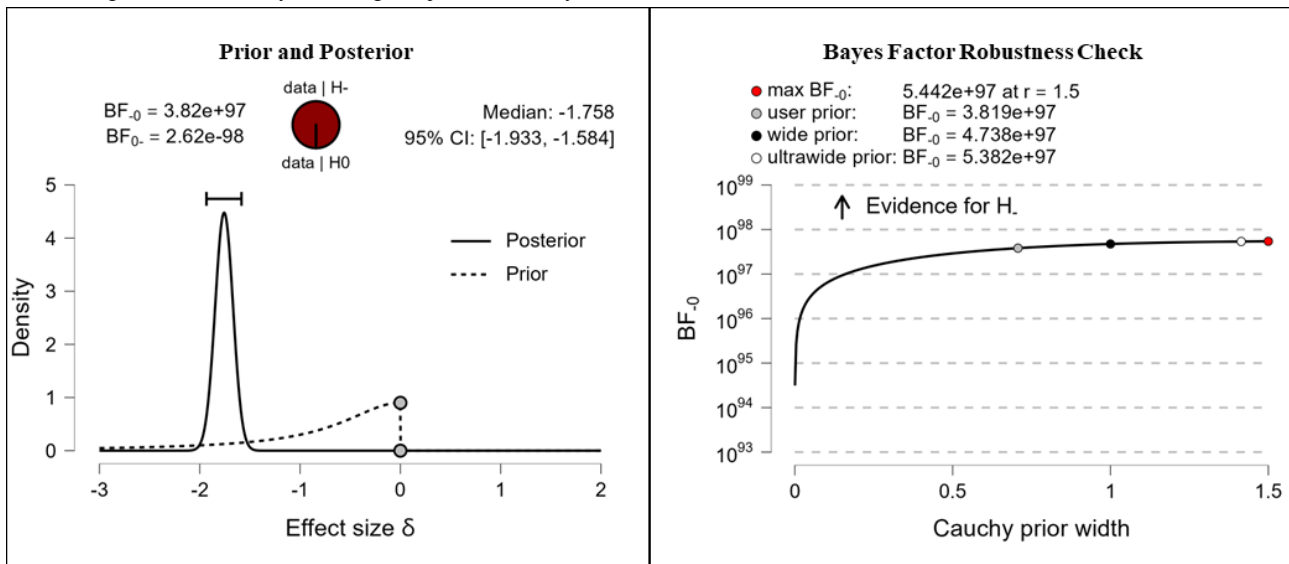 Prior and Posterior
data | H-
BF-0 = 3.82e+97
BF0- = 2.62e-98
Median: -1.758
95% CI: [-1.933, -1.584]
data | H0
5
4
3
2
1
0
Density
Posterior
Prior
-3 -2 -1 0 1 2
Effect size δ
Bayes Factor Robustness Check
max BF-0: 5.442e+97 at r = 1.5
user prior: BF-0 = 3.819e+97
wide prior: BF-0 = 4.738e+97
ultrawide prior: BF-0 = 5.382e+97
10^99
10^98
10^97
10^96
10^95
10^94
10^93
BF-0
Evidence for H-
0 0.5 1 1.5
Cauchy prior width